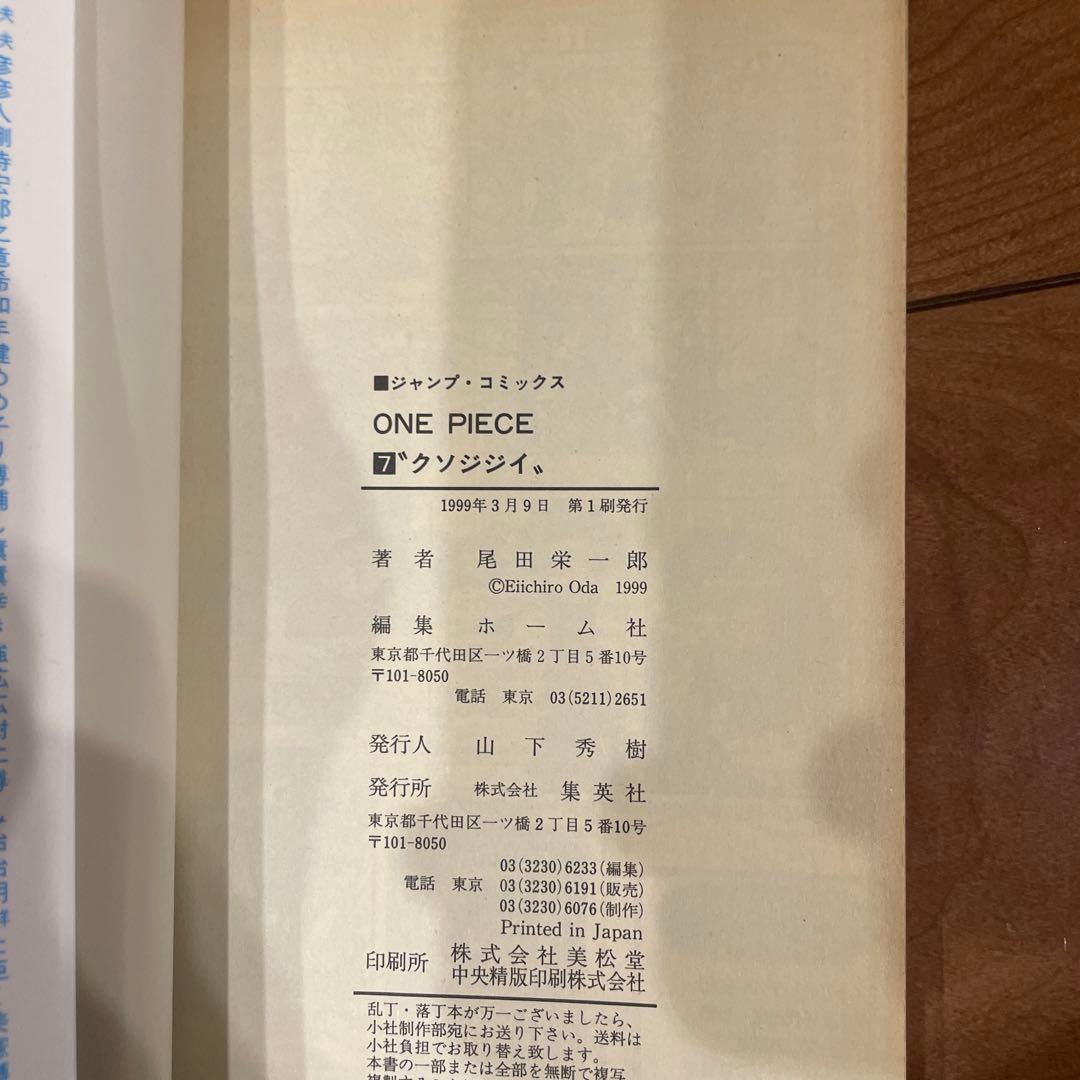 ■ジャンプ・コミックス
ONE PIECE
7〝クソジジイ〟
1999年3月9日 第1刷発行
著者 尾田栄一郎
©Eiichiro Oda 1999
編集 ホーム社
東京都千代田区一ツ橋2丁目5番10号
〒101-8050
電話 東京 03(5211)2651
発行人 山下秀樹
発行所 株式会社 集英社
東京都千代田区一ツ橋2丁目5番10号
〒101-8050
03(3230)6233(編集)
電話 東京 03(3230)6191(販売)
03(3230)6076(制作)
Printed in Japan
印刷所 株式会社美松堂
中央精版印刷株式会社
乱丁・落丁本が万一ございましたら、
小社制作部宛にお送り下さい。送料は
小社負担でお取り替え致します。
本書の一部または全部を無断で複写、